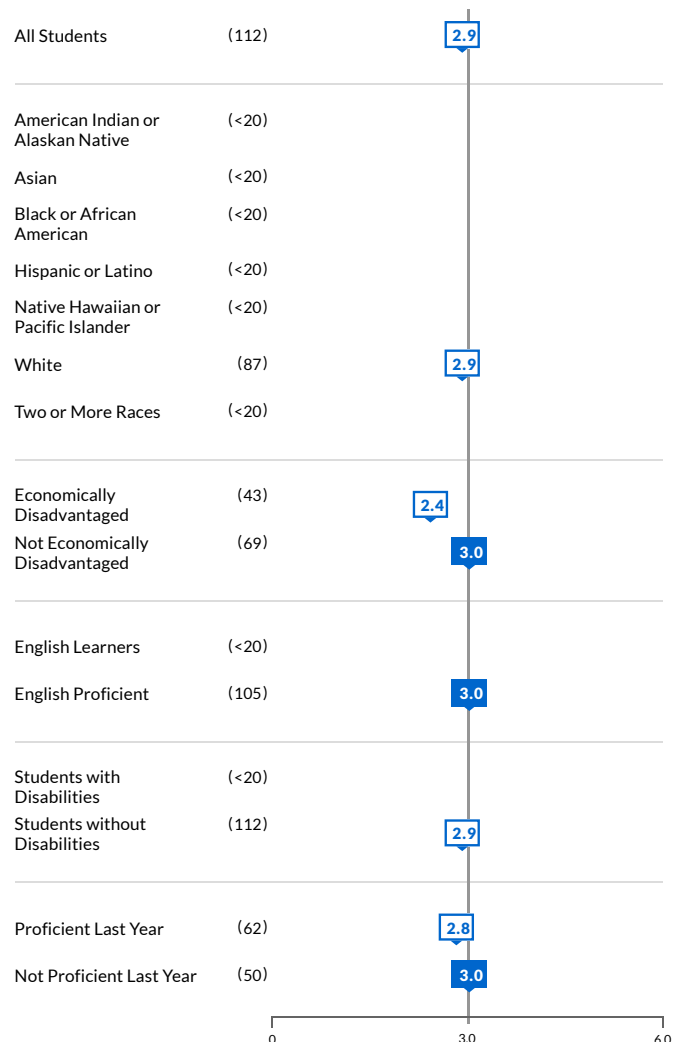 All Students (112) 2.9
American Indian or (<20)
Alaskan Native
Asian (<20)
Black or African (<20)
American
Hispanic or Latino (<20)
Native Hawaiian or (<20)
Pacific Islander
White (87) 2.9
Two or More Races (<20)
Economically (43) 2.4
Disadvantaged
Not Economically (69) 3.0
Disadvantaged
English Learners (<20)
English Proficient (105) 3.0
Students with (<20)
Disabilities
Students without (112) 2.9
Disabilities
Proficient Last Year (62) 2.8
Not Proficient Last Year (50) 3.0
0 3.0 6.0